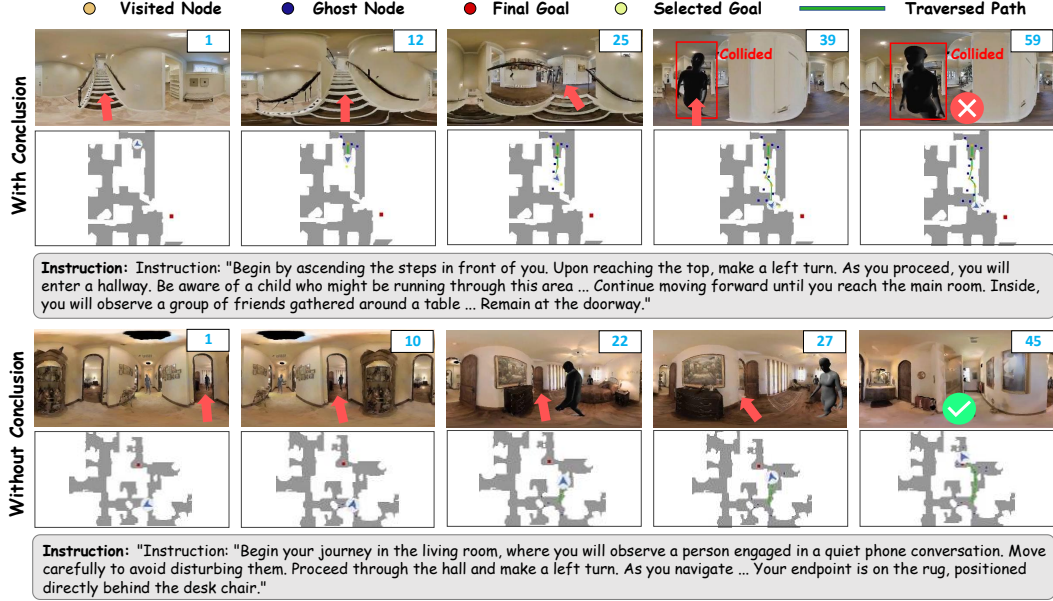 Visited Node Ghost Node Final Goal Selected Goal Traversed Path
With Conclusion
1 12 25 39 59
Collided Collided
Instruction: Instruction: "Begin by ascending the steps in front of you. Upon reaching the top, make a left turn. As you proceed, you will
enter a hallway. Be aware of a child who might be running through this area ... Continue moving forward until you reach the main room. Inside,
you will observe a group of friends gathered around a table ... Remain at the doorway."
Without Conclusion
1 10 22 27 45
Instruction: "Instruction: "Begin your journey in the living room, where you will observe a person engaged in a quiet phone conversation. Move
carefully to avoid disturbing them. Proceed through the hall and make a left turn. As you navigate ... Your endpoint is on the rug, positioned
directly behind the desk chair."